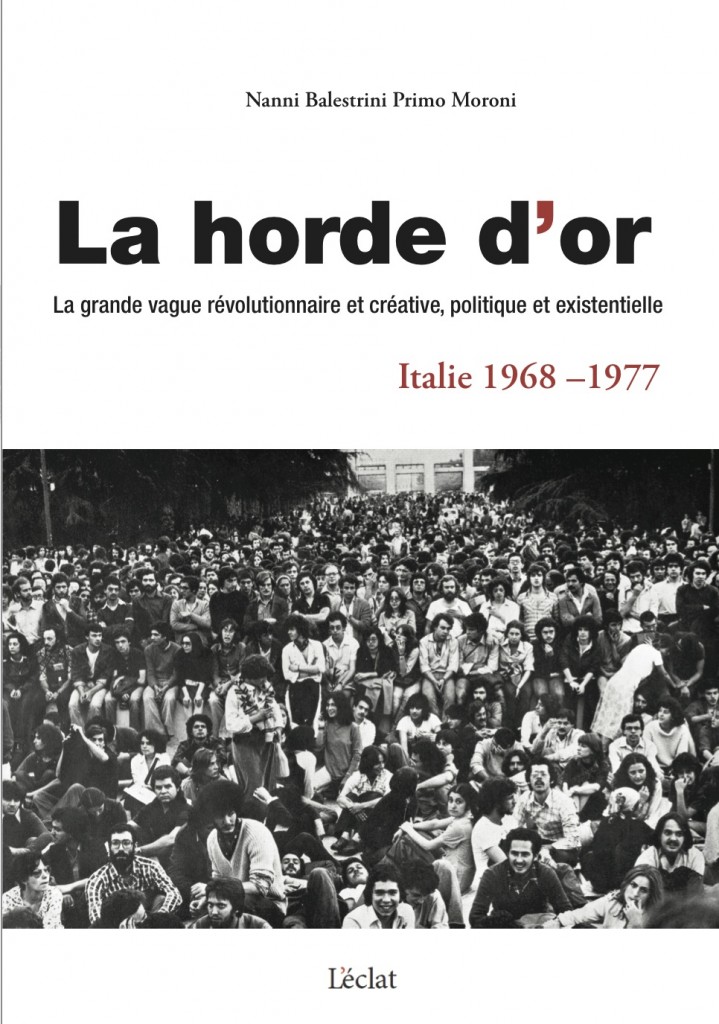 Nanni Balestrini Primo Moroni
La horde d’or
La grande vague révolutionnaire et créative, politique et existentielle
Italie 1968 –1977
L’éclat